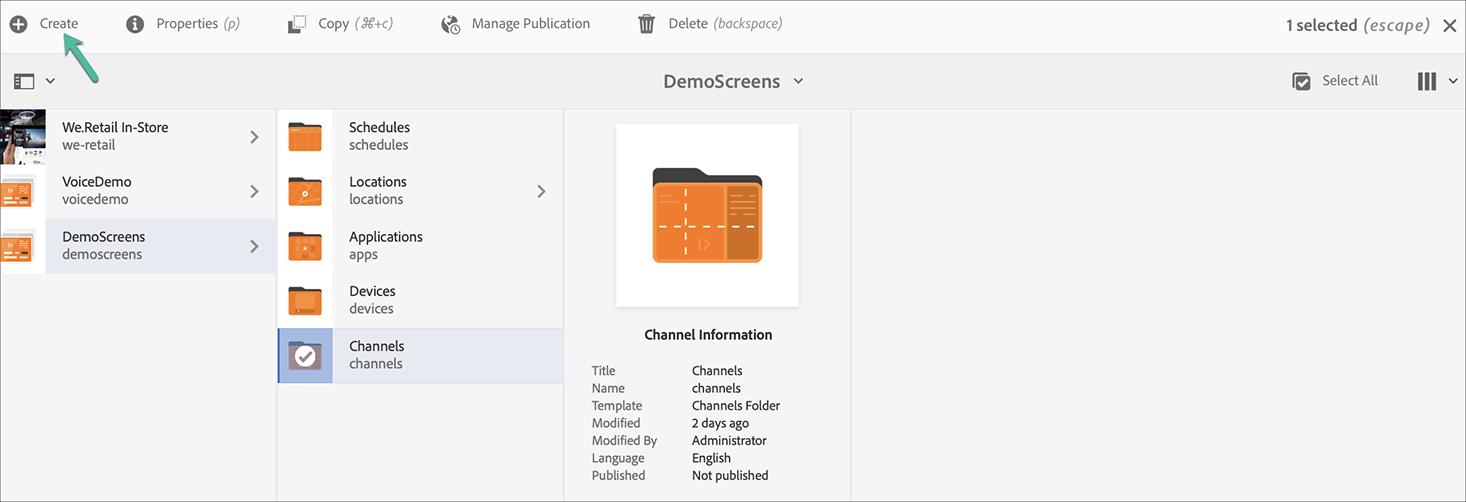 Create Properties (p) Copy (⌘+c) Manage Publication Delete (backspace) 1 selected (escape)
DemoScreens Select All
We.Retail In-Store
we-retail
VoiceDemo
voicedemo
DemoScreens
demoscreens
Schedules
schedules
Locations
locations
Applications
apps
Devices
devices
Channels
channels
Channel Information
Title Channels
Name channels
Template Channels Folder
Modified 2 days ago
Modified By Administrator
Language English
Published Not published